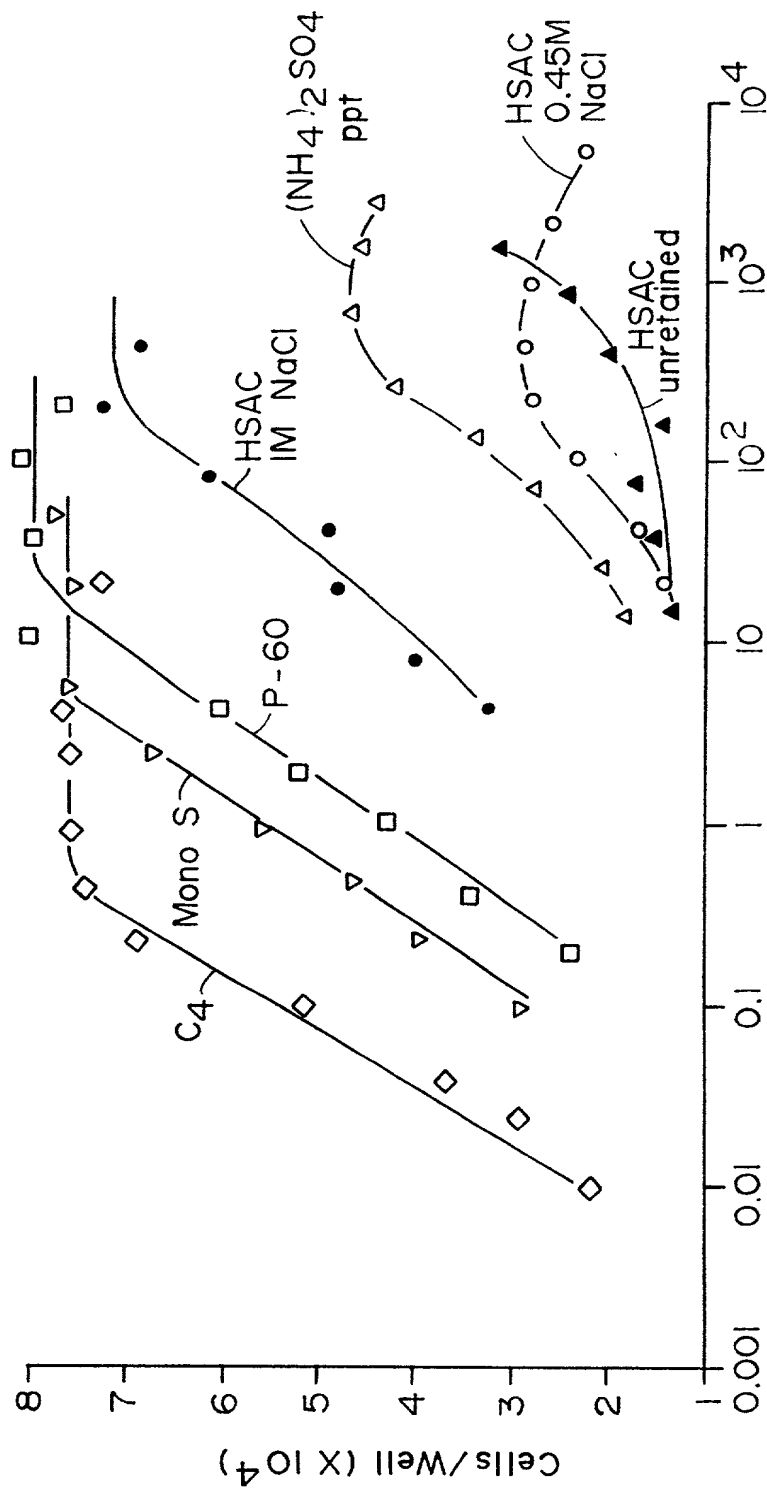 Cells/Well (X 10⁴)
8
7
6
5
4
3
2
1
C4
Mono S
P-60
HSAC
1M NaCl
(NH4)2SO4
ppt
HSAC
0.45M
NaCl
HSAC
unretained
0.001
0.01
0.1
1
10
10²
10³
10⁴